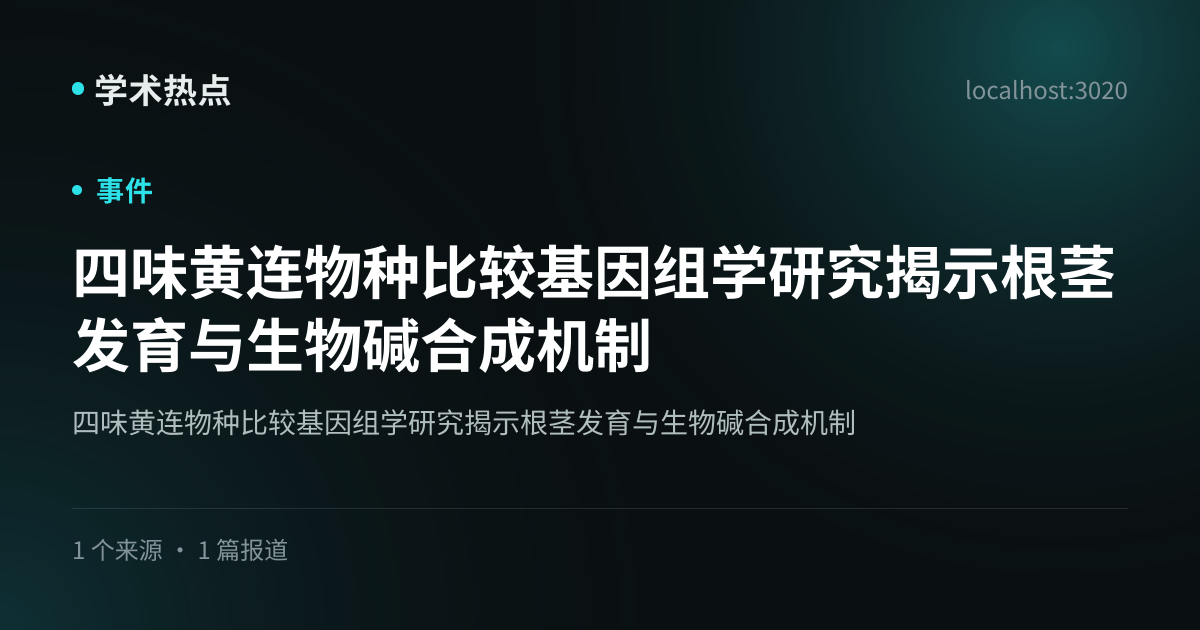 学术热点
localhost:3020
事件
四味黄连物种比较基因组学研究揭示根茎
发育与生物碱合成机制
四味黄连物种比较基因组学研究揭示根茎发育与生物碱合成机制
1 个来源 · 1 篇报道